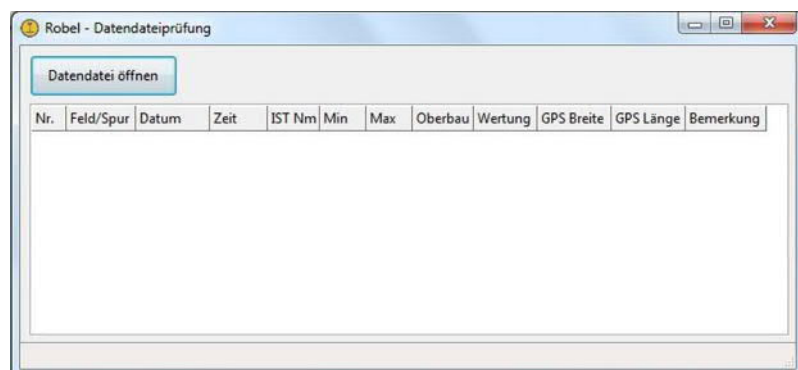 Robel - Datendateiprüfung
Datendatei öffnen
Nr. Feld/Spur Datum Zeit IST Nm Min Max Oberbau Wertung GPS Breite GPS Länge Bemerkung